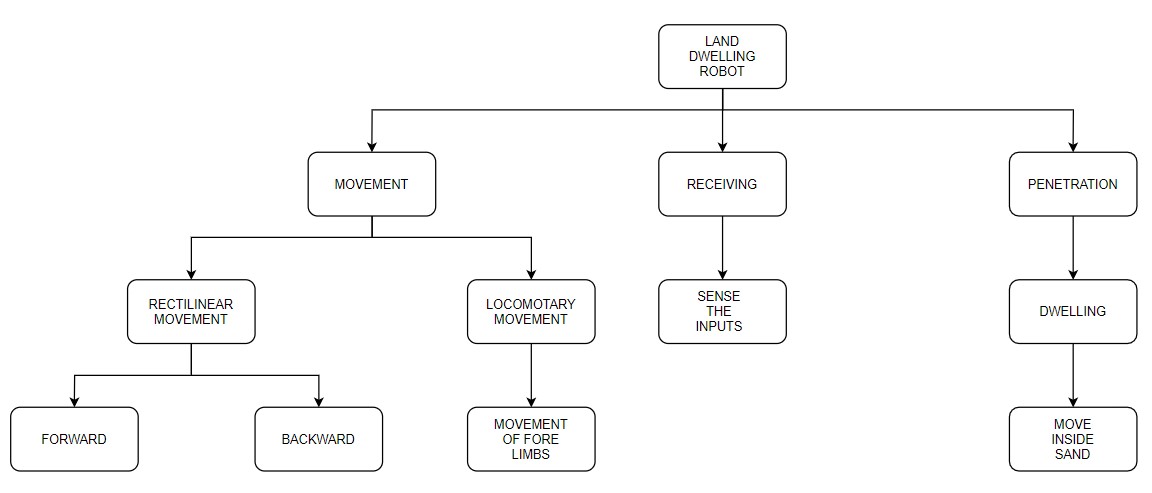 LAND
DWELLING
ROBOT
MOVEMENT
RECEIVING
PENETRATION
RECTILINEAR
MOVEMENT
LOCOMOTARY
MOVEMENT
SENSE
THE
INPUTS
DWELLING
FORWARD
BACKWARD
MOVEMENT
OF FORE
LIMBS
MOVE
INSIDE
SAND